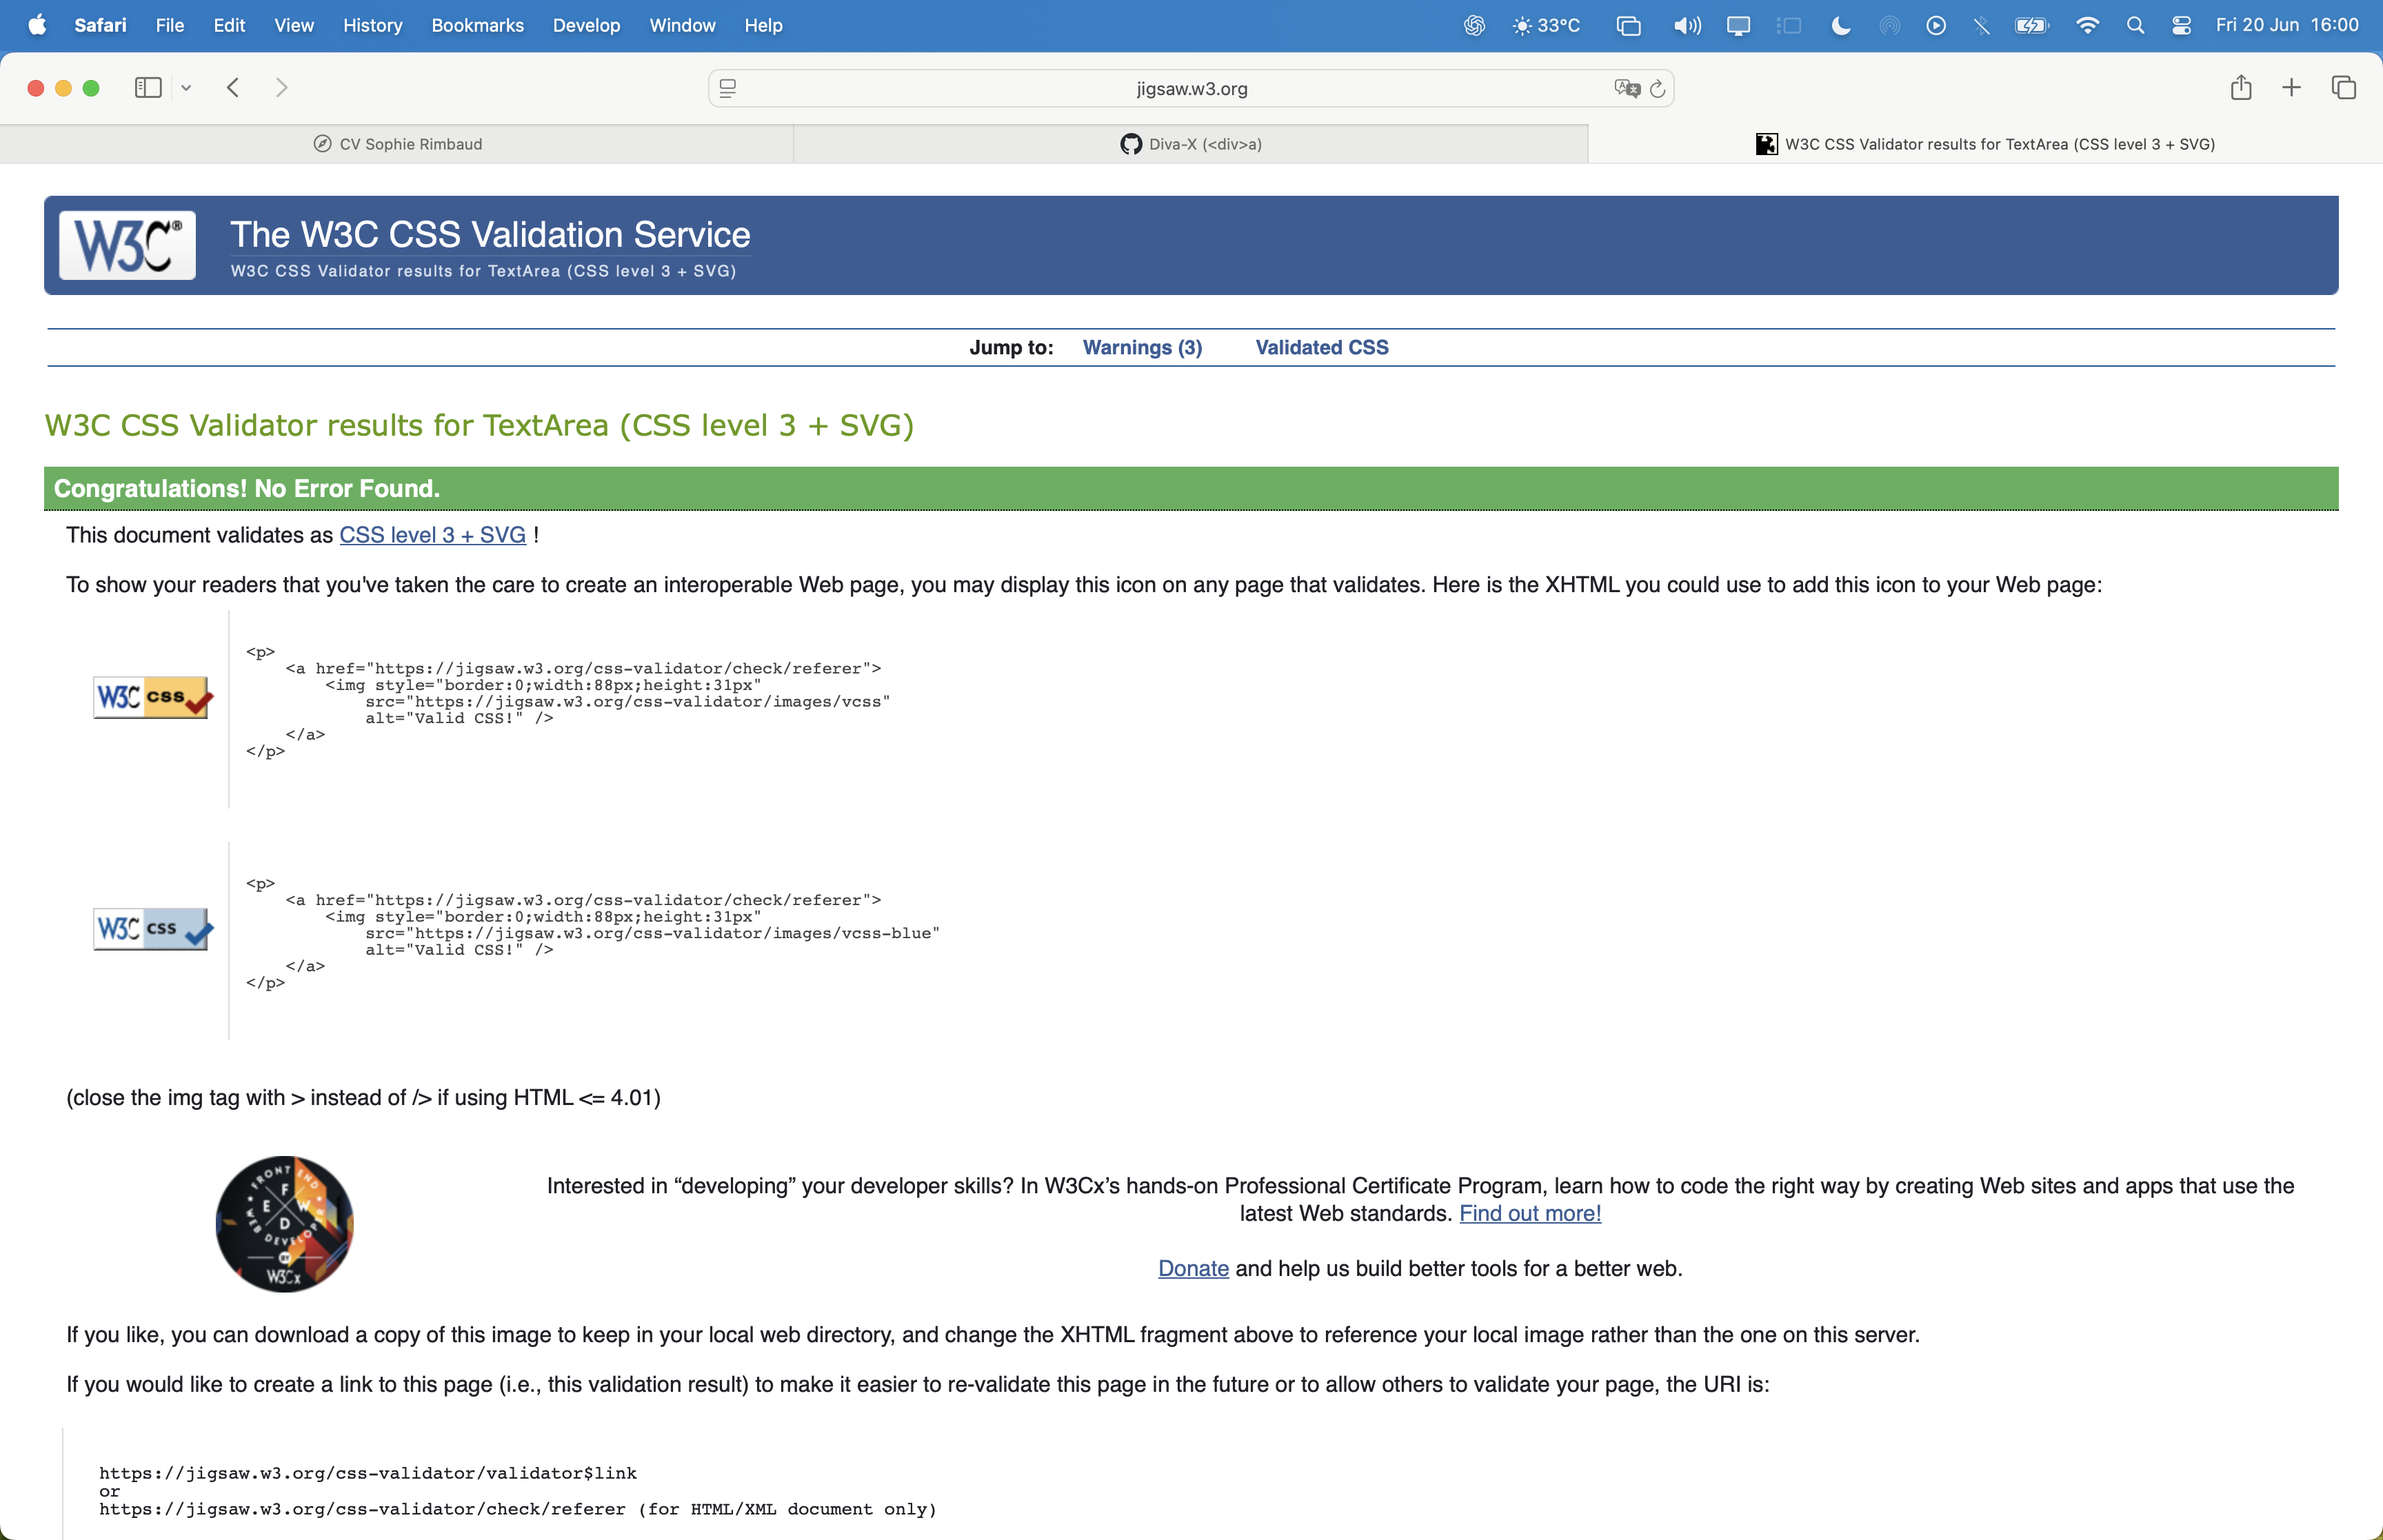 Safari File Edit View History Bookmarks Develop Window Help 33°C Fri 20 Jun 16:00
jigsaw.w3.org
CV Sophie Rimbaud
Diva-X (<div>a)
W3C CSS Validator results for TextArea (CSS level 3 + SVG)
W3C®
The W3C CSS Validation Service
W3C CSS Validator results for TextArea (CSS level 3 + SVG)
Jump to: Warnings (3) Validated CSS
W3C CSS Validator results for TextArea (CSS level 3 + SVG)
Congratulations! No Error Found.
This document validates as CSS level 3 + SVG !
To show your readers that you've taken the care to create an interoperable Web page, you may display this icon on any page that validates. Here is the XHTML you could use to add this icon to your Web page:
W3C css
<p>
<a href="https://jigsaw.w3.org/css-validator/check/referer">
<img style="border:0;width:88px;height:31px"
src="https://jigsaw.w3.org/css-validator/images/vcss"
alt="Valid CSS!" />
</a>
</p>
W3C css
<p>
<a href="https://jigsaw.w3.org/css-validator/check/referer">
<img style="border:0;width:88px;height:31px"
src="https://jigsaw.w3.org/css-validator/images/vcss-blue"
alt="Valid CSS!" />
</a>
</p>
(close the img tag with > instead of /> if using HTML <= 4.01)
FRONT END
WEB DEVELOPER
F E W D
BY
W3Cx
Interested in “developing” your developer skills? In W3Cx’s hands-on Professional Certificate Program, learn how to code the right way by creating Web sites and apps that use the
latest Web standards. Find out more!
Donate and help us build better tools for a better web.
If you like, you can download a copy of this image to keep in your local web directory, and change the XHTML fragment above to reference your local image rather than the one on this server.
If you would like to create a link to this page (i.e., this validation result) to make it easier to re-validate this page in the future or to allow others to validate your page, the URI is:
https://jigsaw.w3.org/css-validator/validator$link
or
https://jigsaw.w3.org/css-validator/check/referer (for HTML/XML document only)